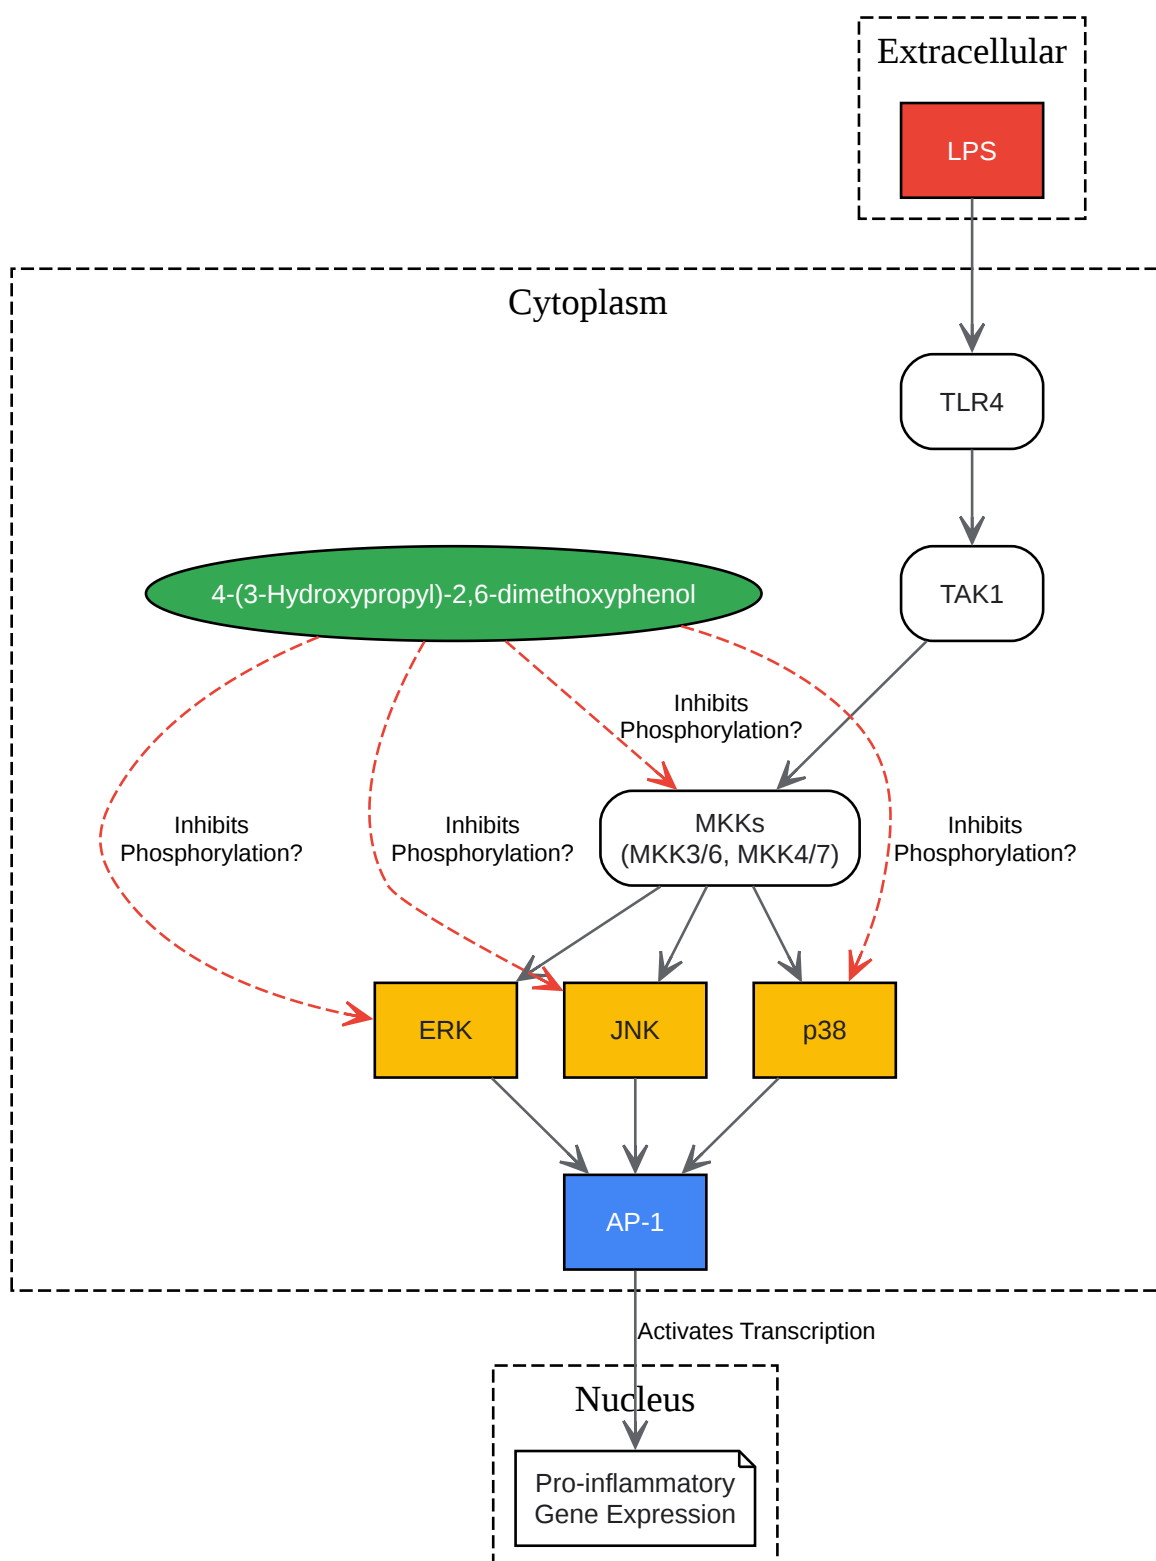 Extracellular
LPS
Cytoplasm
TLR4
4-(3-Hydroxypropyl)-2,6-dimethoxyphenol
TAK1
Inhibits
Phosphorylation?
Inhibits
Phosphorylation?
Inhibits
Phosphorylation?
MKKs
(MKK3/6, MKK4/7)
Inhibits
Phosphorylation?
ERK
JNK
p38
AP-1
Activates Transcription
Nucleus
Pro-inflammatory
Gene Expression